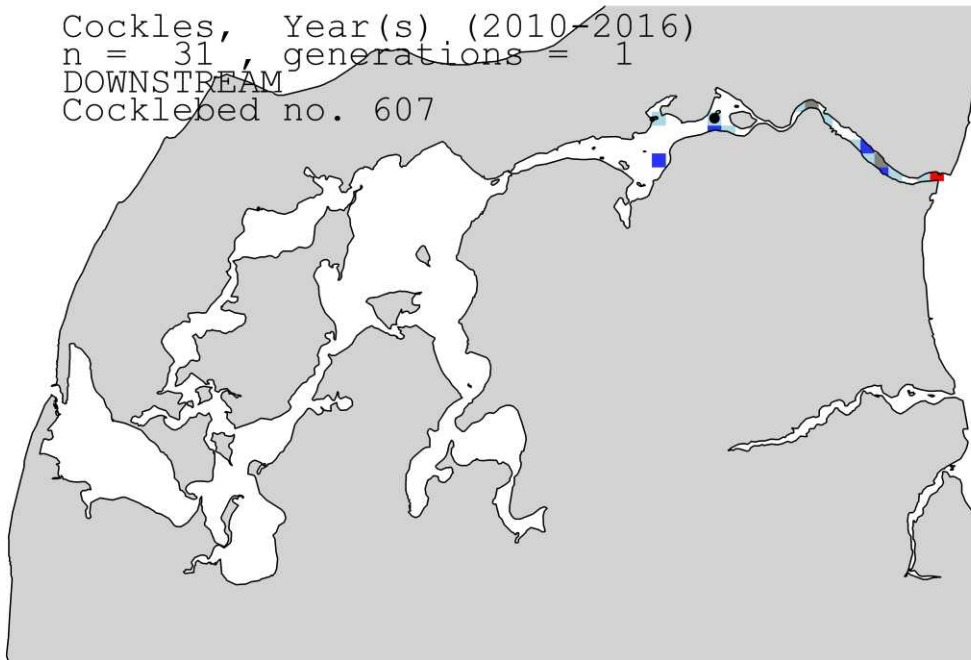 Cockles, Year(s) (2010-2016)
n = 31 , generations = 1
DOWNSTREAM
Cocklebed no. 607